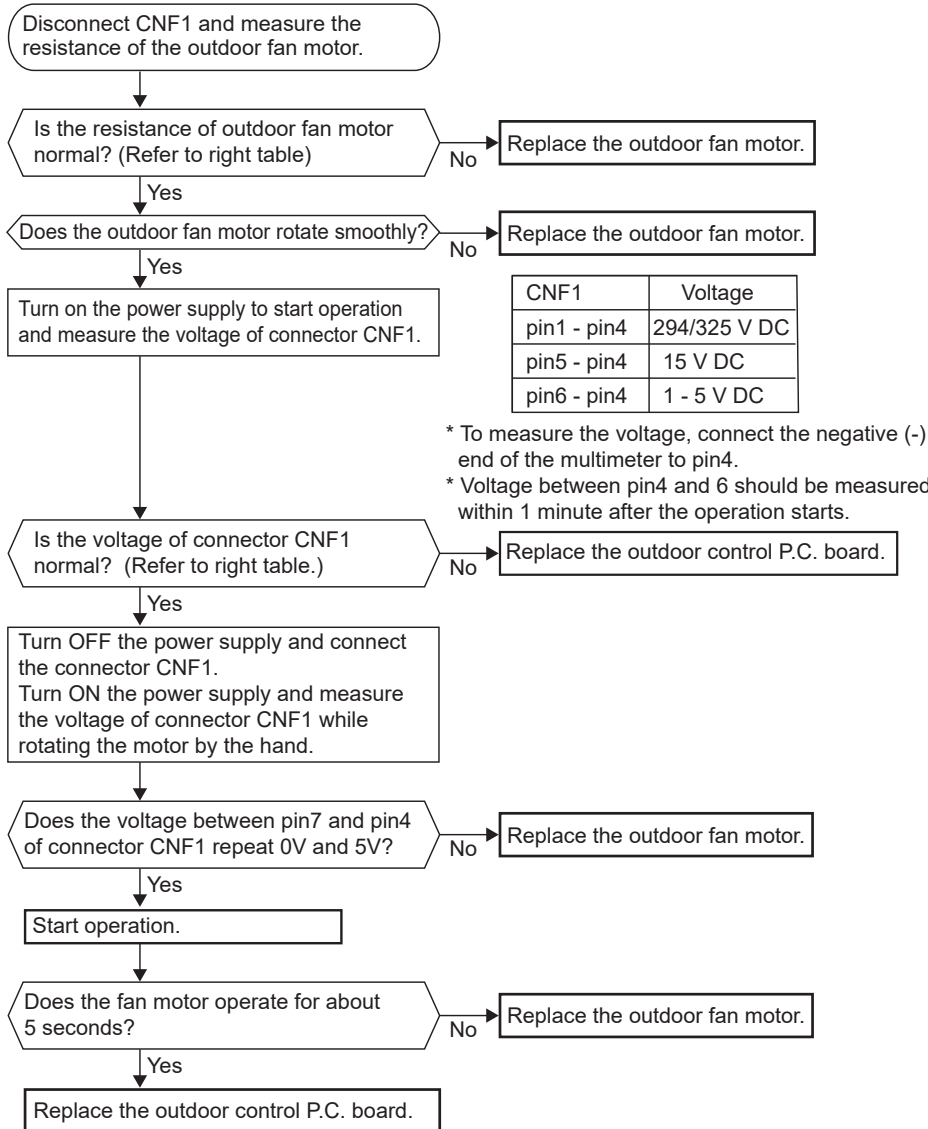 Disconnect CNF1 and measure the
resistance of the outdoor fan motor.
Is the resistance of outdoor fan motor
normal? (Refer to right table)
No
Replace the outdoor fan motor.
Yes
Does the outdoor fan motor rotate smoothly?
No
Replace the outdoor fan motor.
Yes
Turn on the power supply to start operation
and measure the voltage of connector CNF1.
CNF1 Voltage
pin1 - pin4 294/325 V DC
pin5 - pin4 15 V DC
pin6 - pin4 1 - 5 V DC
* To measure the voltage, connect the negative (-)
end of the multimeter to pin4.
* Voltage between pin4 and 6 should be measured
within 1 minute after the operation starts.
Is the voltage of connector CNF1
normal? (Refer to right table.)
No
Replace the outdoor control P.C. board.
Yes
Turn OFF the power supply and connect
the connector CNF1.
Turn ON the power supply and measure
the voltage of connector CNF1 while
rotating the motor by the hand.
Does the voltage between pin7 and pin4
of connector CNF1 repeat 0V and 5V?
No
Replace the outdoor fan motor.
Yes
Start operation.
Does the fan motor operate for about
5 seconds?
No
Replace the outdoor fan motor.
Yes
Replace the outdoor control P.C. board.